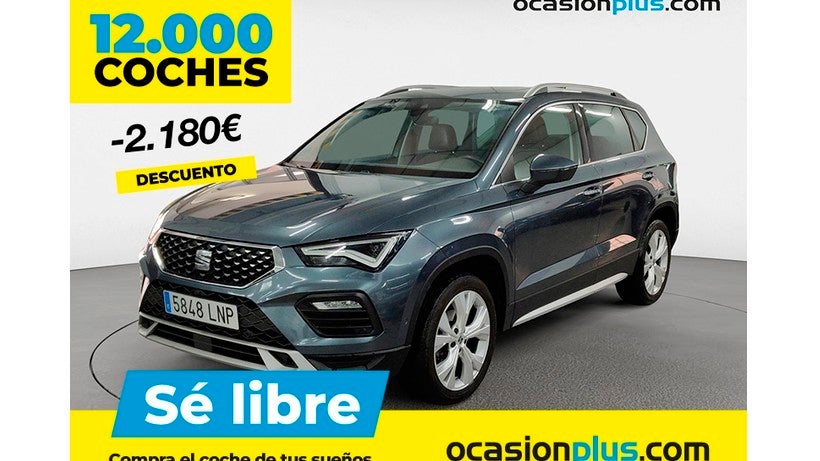 ocasionplus.com
12.000
COCHES
-2.180€
DESCUENTO
5848 LNP
Sé libre
Compra el coche de tus sueños
ocasionplus.com